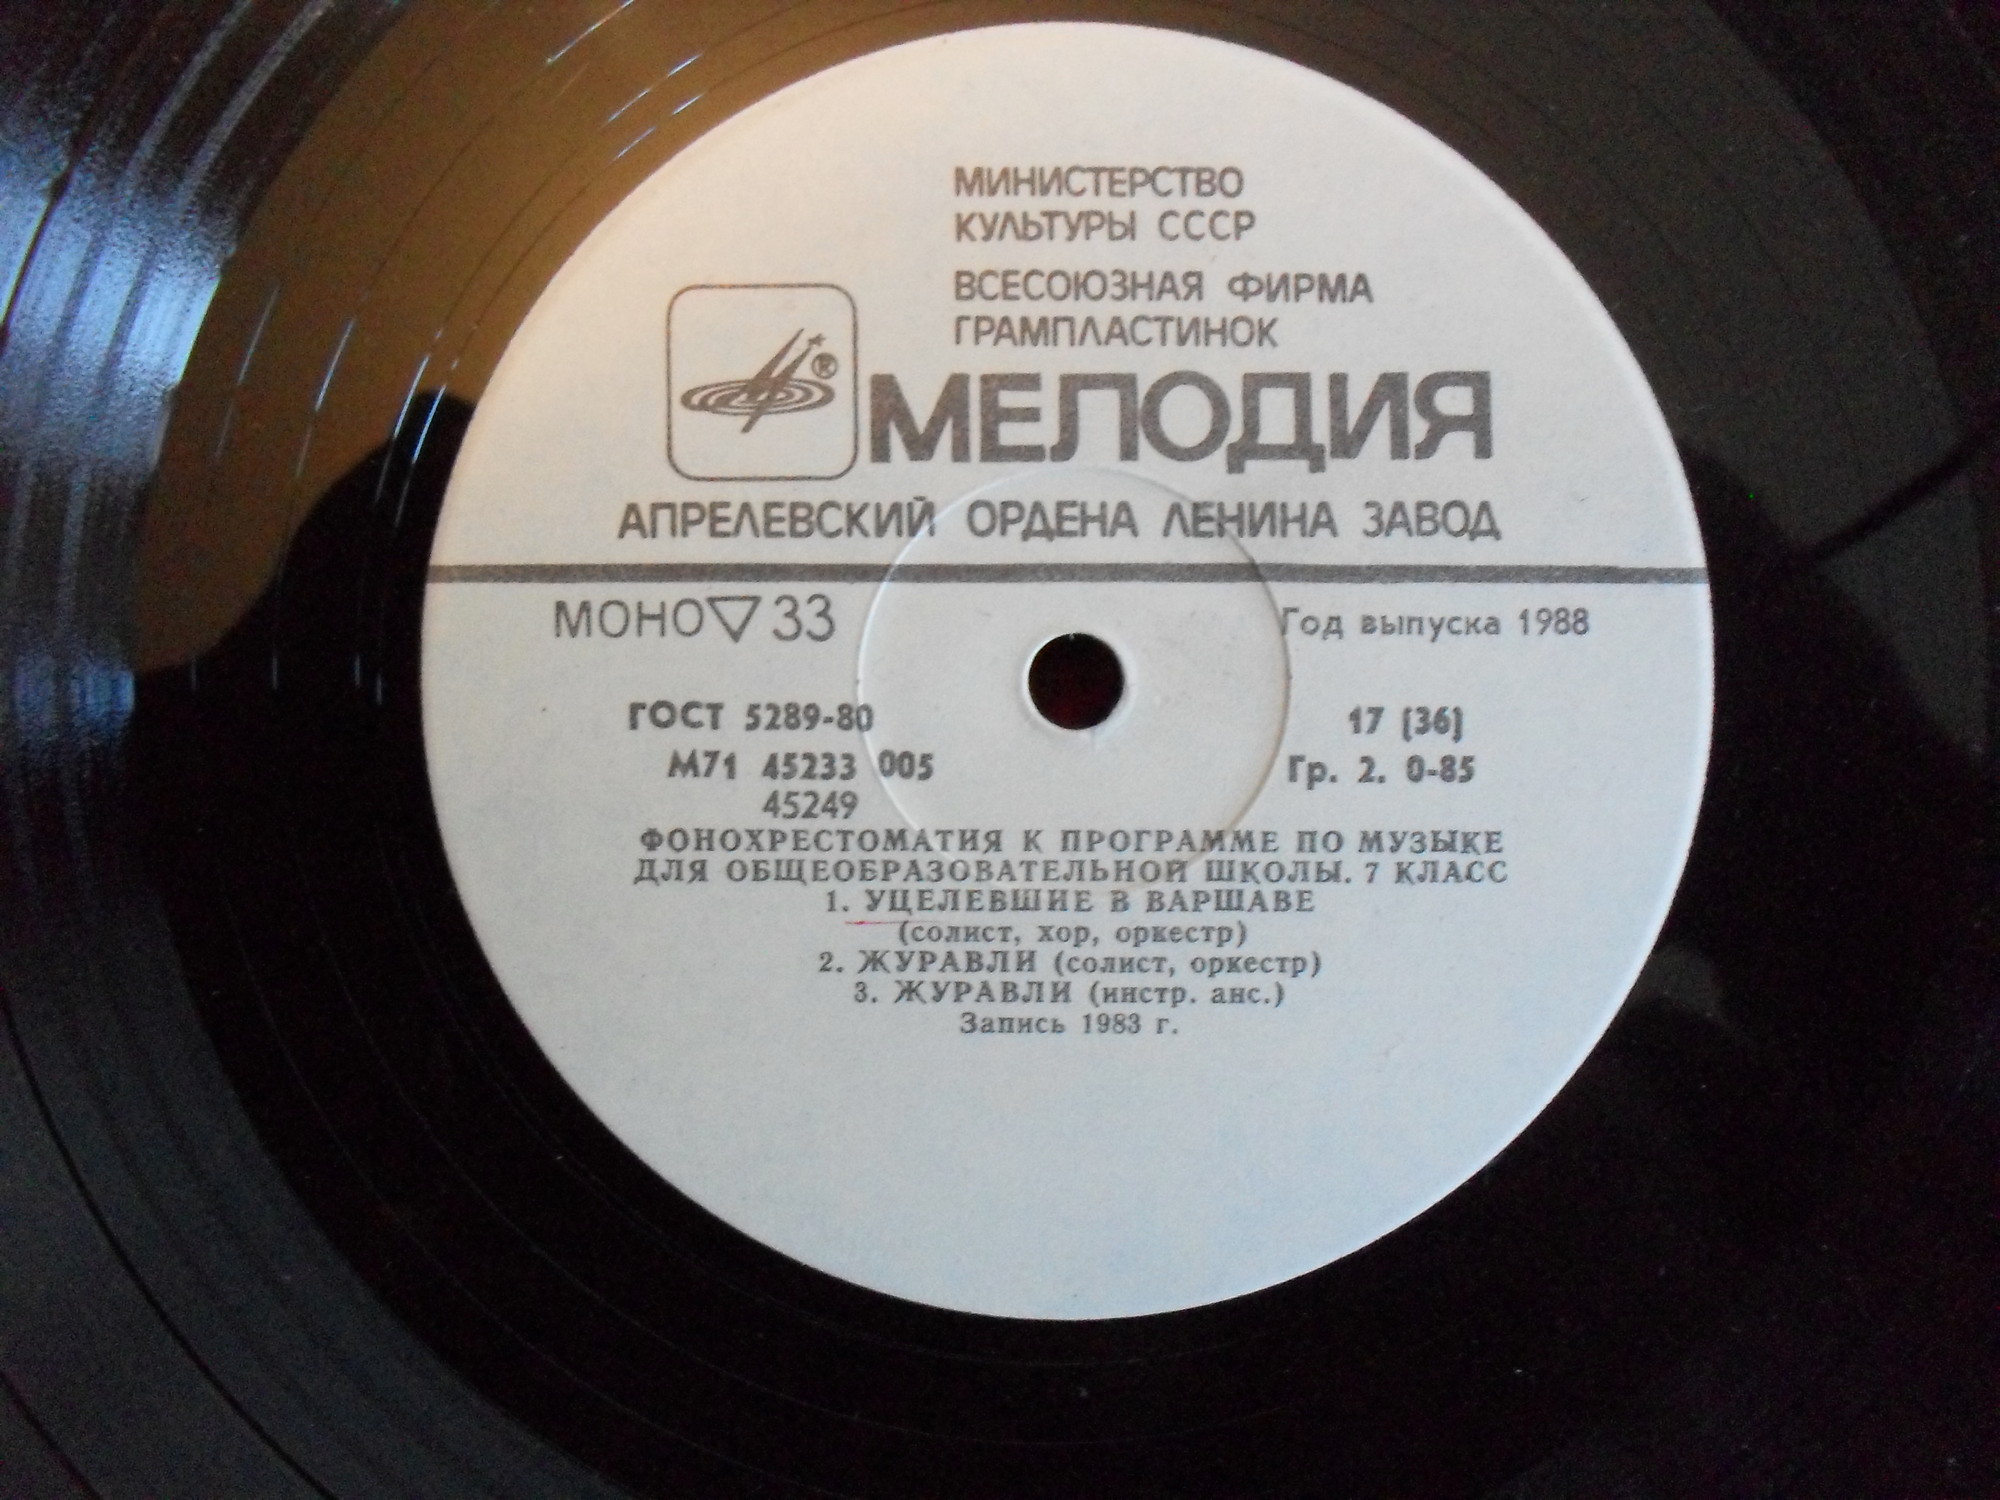 МИНИСТЕРСТВО
КУЛЬТУРЫ СССР
ВСЕСОЮЗНАЯ ФИРМА
ГРАМПЛАСТИНОК
® МЕЛОДИЯ
АПРЕЛЕВСКИЙ ОРДЕНА ЛЕНИНА ЗАВОД
МОНО ▽ 33 Год выпуска 1988
ГОСТ 5289-80 17 (36)
М71 45233 005 Гр. 2. 0-85
45249
ФОНОХРЕСТОМАТИЯ К ПРОГРАММЕ ПО МУЗЫКЕ
ДЛЯ ОБЩЕОБРАЗОВАТЕЛЬНОЙ ШКОЛЫ. 7 КЛАСС
1. УЦЕЛЕВШИЕ В ВАРШАВЕ
(солист, хор, оркестр)
2. ЖУРАВЛИ (солист, оркестр)
3. ЖУРАВЛИ (инстр. анс.)
Запись 1983 г.